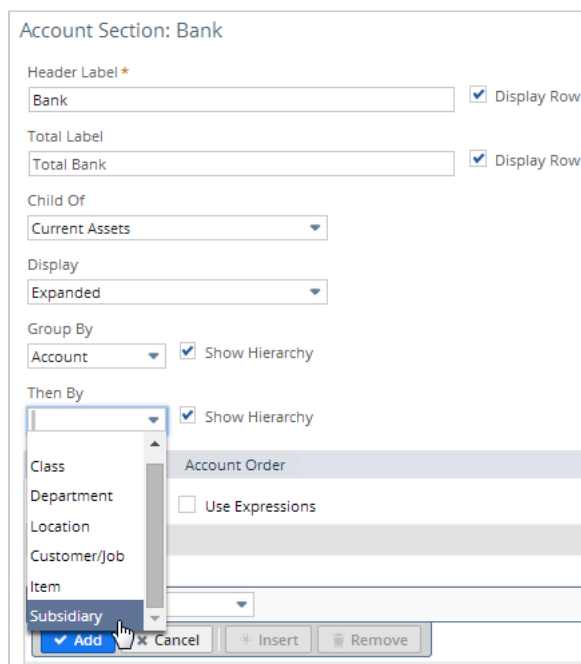 Account Section: Bank
Header Label *
Bank
Display Row
Total Label
Total Bank
Display Row
Child Of
Current Assets
Display
Expanded
Group By
Account
Show Hierarchy
Then By
Show Hierarchy
Account Order
Class
Department
Use Expressions
Location
Customer/Job
Item
Subsidiary
Add
Cancel
Insert
Remove